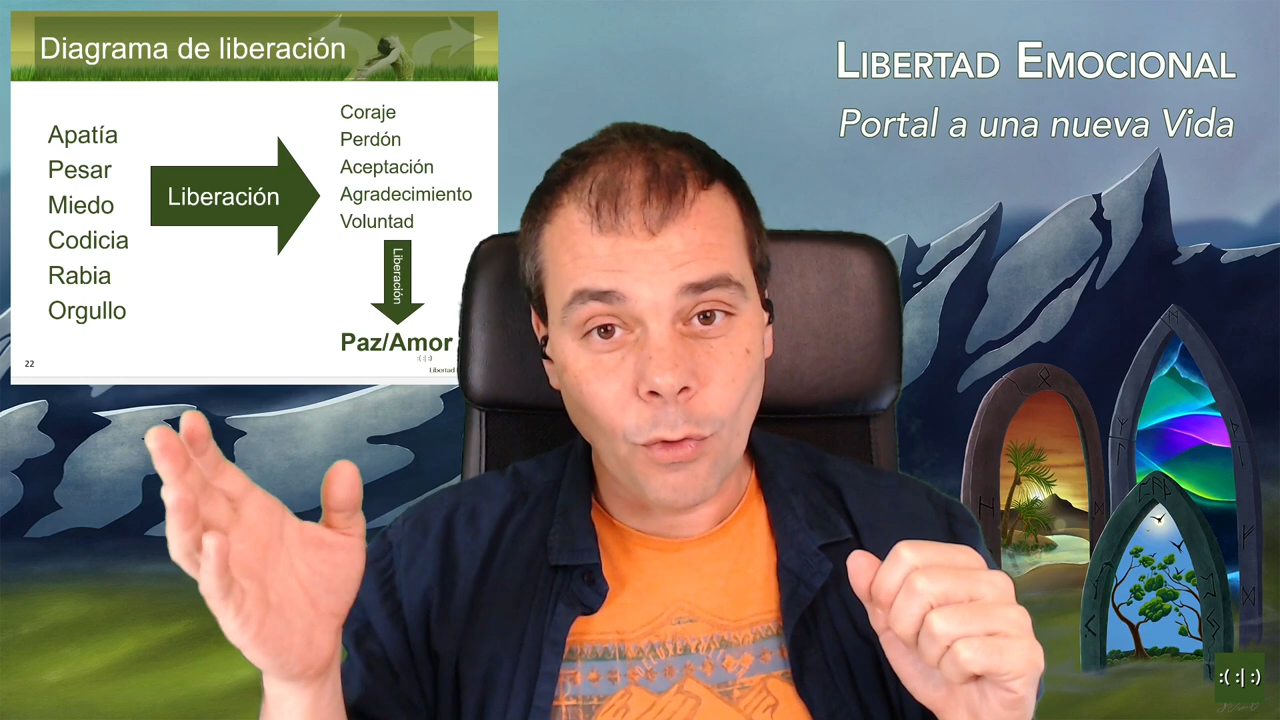 Diagrama de liberación
Apatía
Pesar
Miedo
Codicia
Rabia
Orgullo
Liberación
Coraje
Perdón
Aceptación
Agradecimiento
Voluntad
Liberación
Paz/Amor
:( :| :)
Libertad
22
LIBERTAD EMOCIONAL
Portal a una nueva Vida
:( :| :)